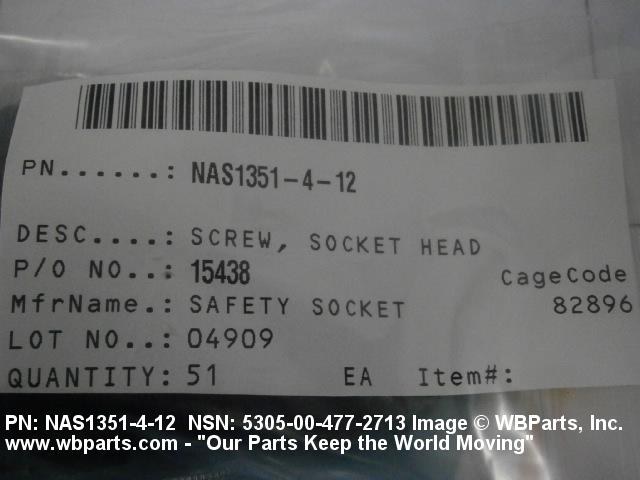 PN......: NAS1351-4-12
DESC....: SCREW, SOCKET HEAD
P/O NO..: 15438
CageCode
MfrName.: SAFETY SOCKET
82896
LOT NO..: 04909
QUANTITY: 51 EA Item#:
PN: NAS1351-4-12 NSN: 5305-00-477-2713 Image © WBParts, Inc.
www.wbparts.com - "Our Parts Keep the World Moving"